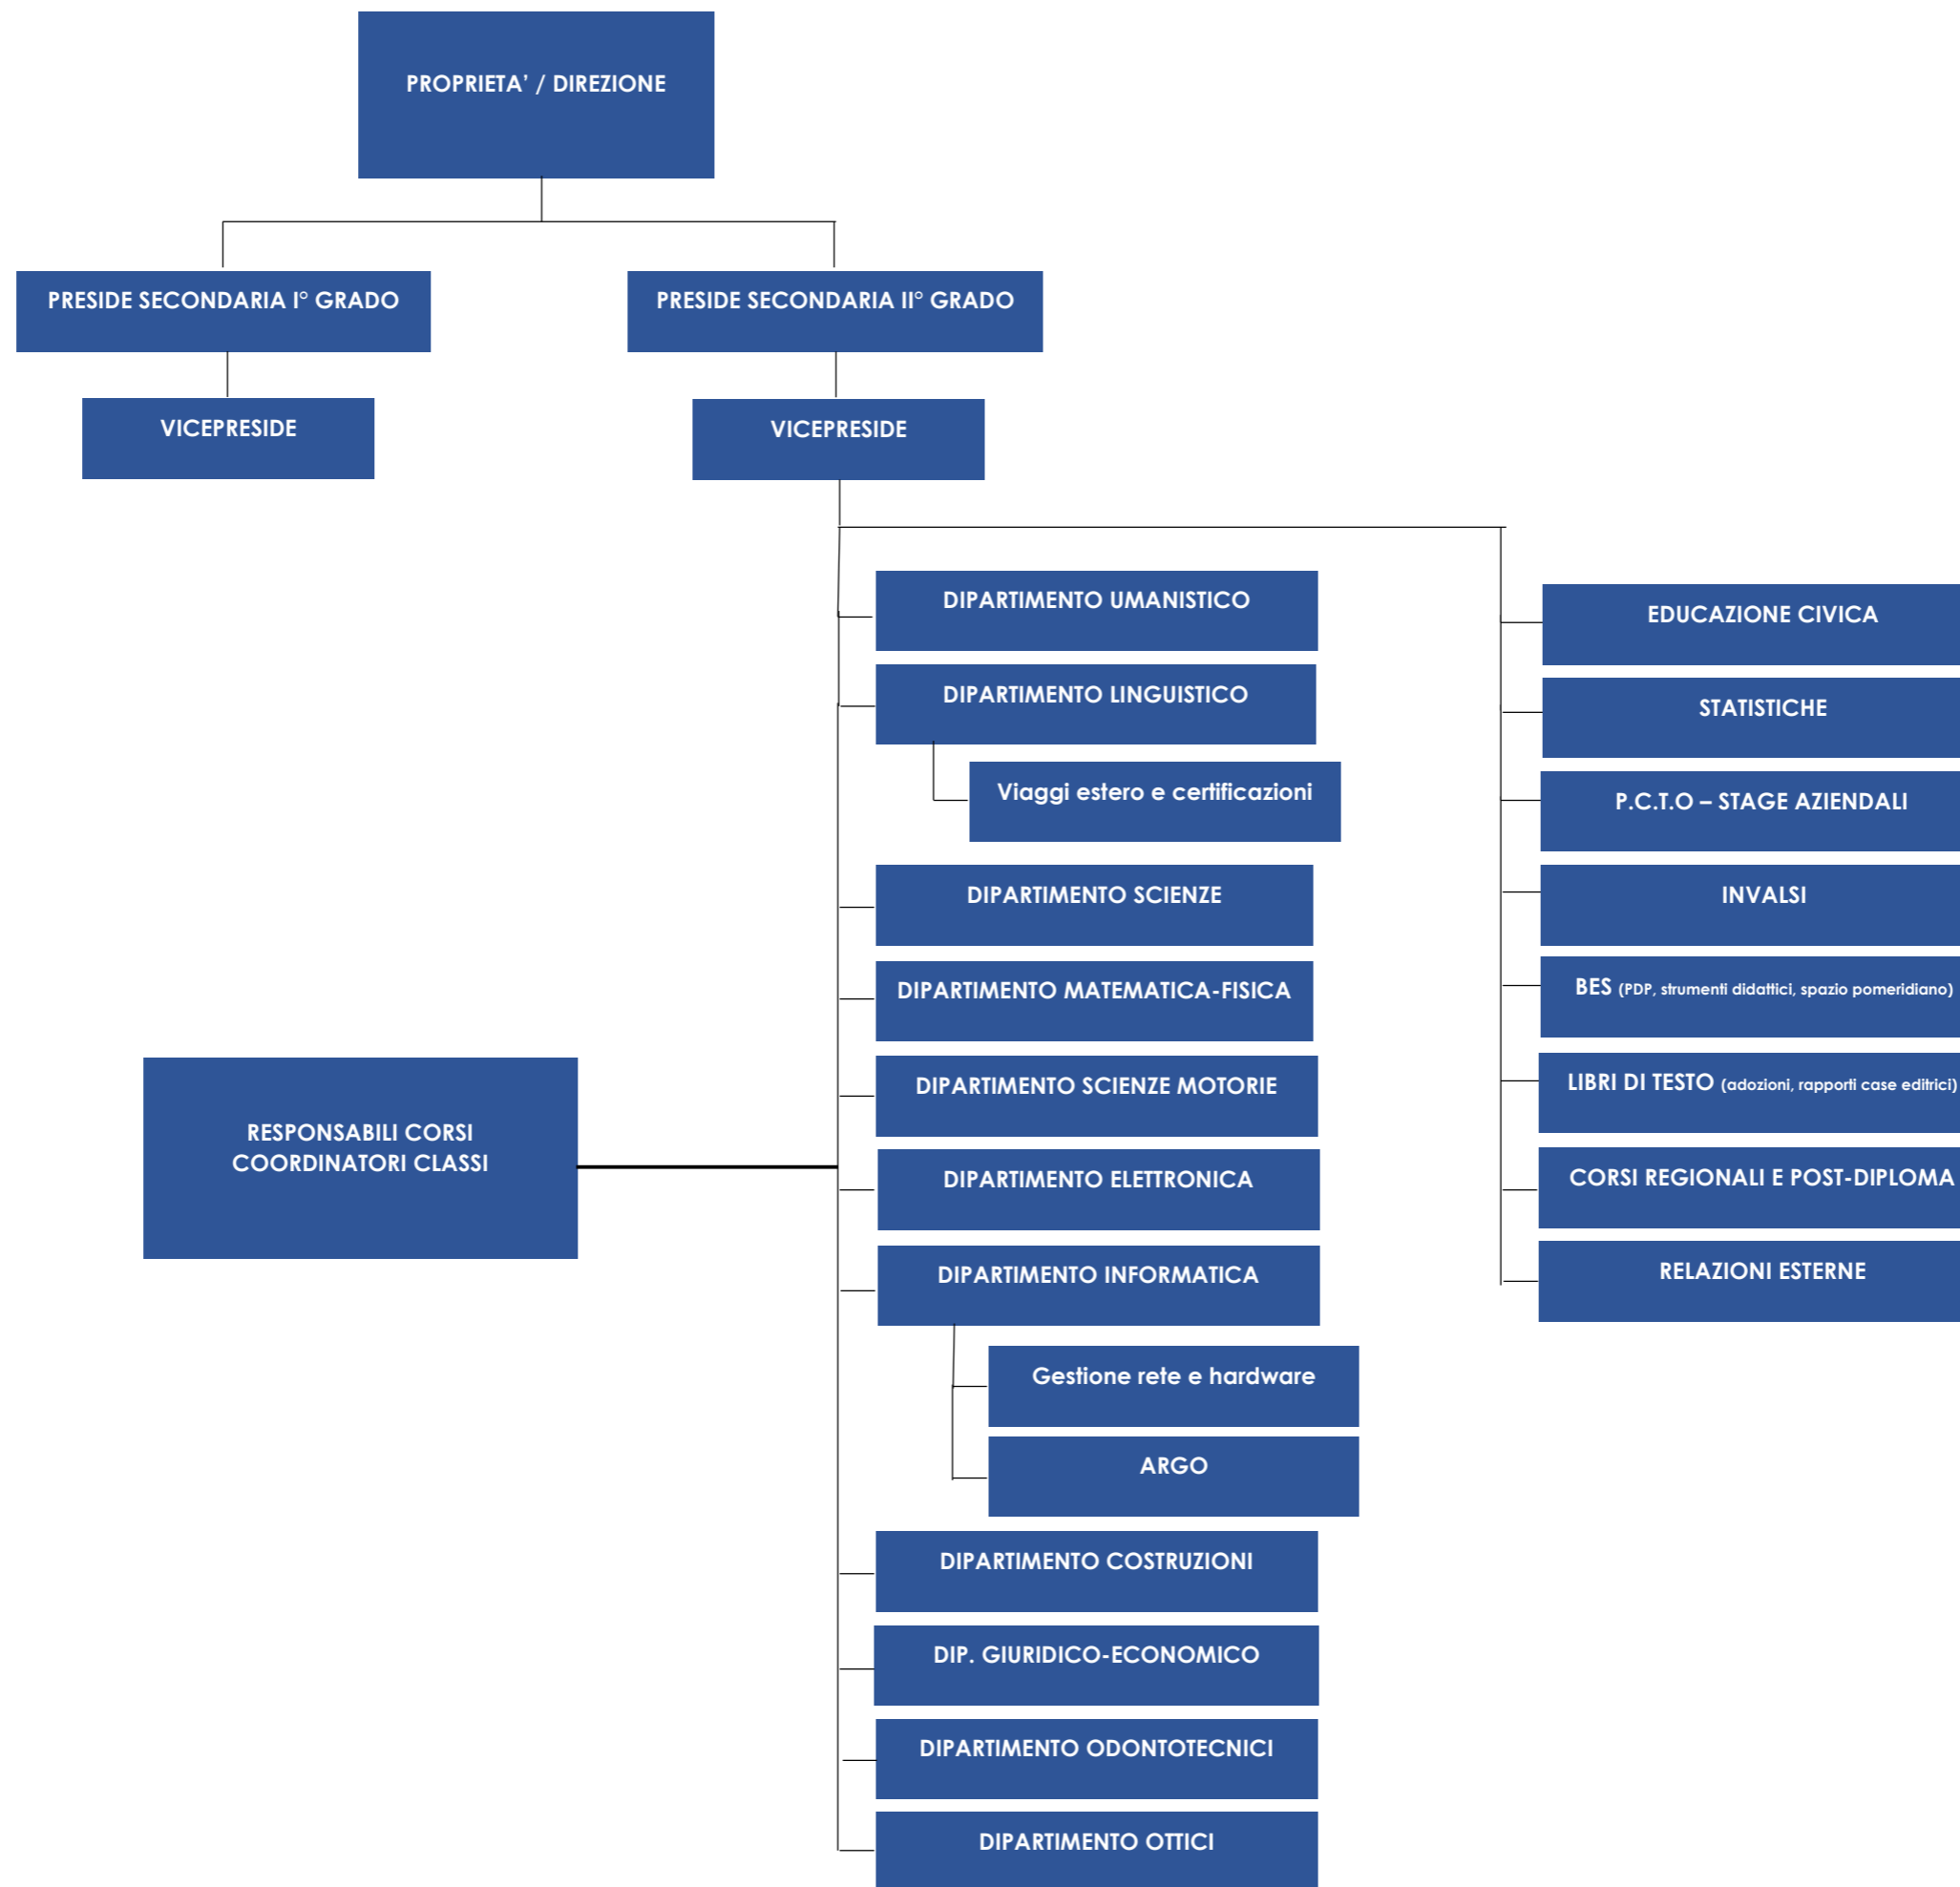 PROPRIETA’ / DIREZIONE
PRESIDE SECONDARIA I° GRADO
PRESIDE SECONDARIA II° GRADO
VICEPRESIDE
VICEPRESIDE
DIPARTIMENTO UMANISTICO
DIPARTIMENTO LINGUISTICO
Viaggi estero e certificazioni
DIPARTIMENTO SCIENZE
DIPARTIMENTO MATEMATICA-FISICA
DIPARTIMENTO SCIENZE MOTORIE
DIPARTIMENTO ELETTRONICA
DIPARTIMENTO INFORMATICA
Gestione rete e hardware
ARGO
DIPARTIMENTO COSTRUZIONI
DIP. GIURIDICO-ECONOMICO
DIPARTIMENTO ODONTOTECNICI
DIPARTIMENTO OTTICI
RESPONSABILI CORSI
COORDINATORI CLASSI
EDUCAZIONE CIVICA
STATISTICHE
P.C.T.O – STAGE AZIENDALI
INVALSI
BES (PDP, strumenti didattici, spazio pomeridiano)
LIBRI DI TESTO (adozioni, rapporti case editrici)
CORSI REGIONALI E POST-DIPLOMA
RELAZIONI ESTERNE